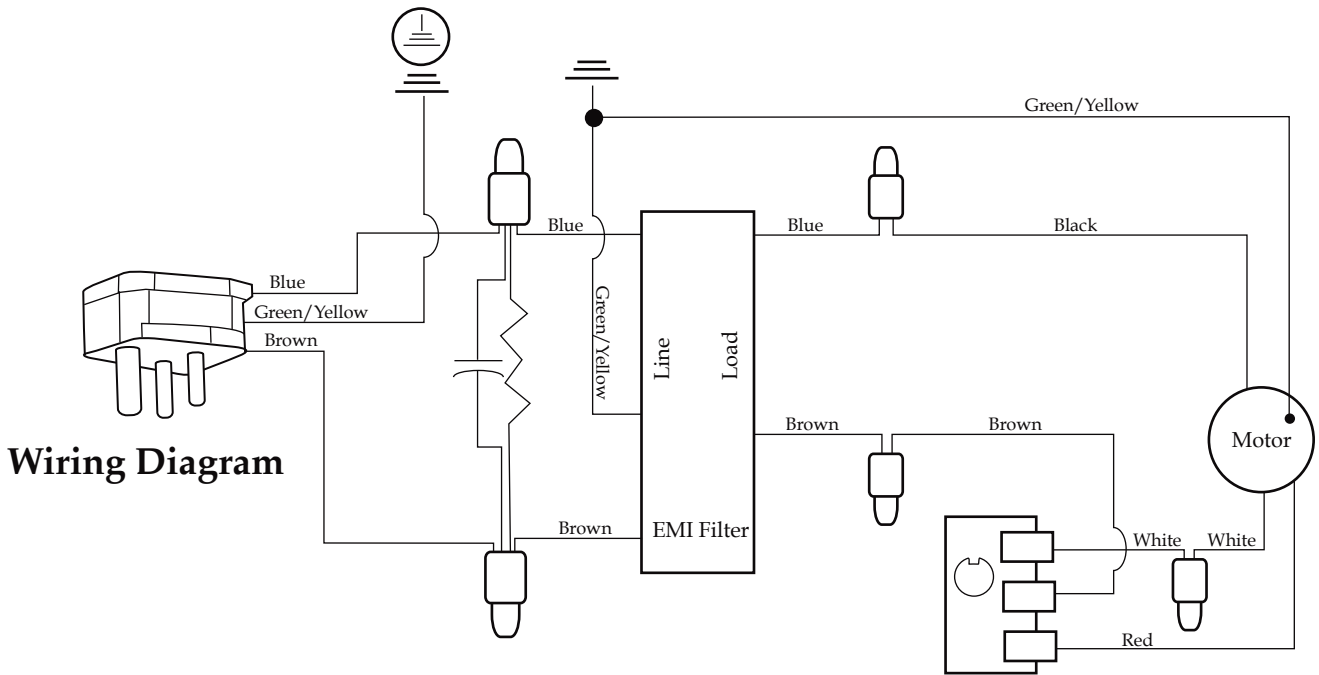 Green/Yellow
Blue
Blue
Black
Blue
Green/Yellow
Green/Yellow
Brown
Line
Load
Brown
Brown
Motor
Wiring Diagram
Brown
EMI Filter
White
White
Red